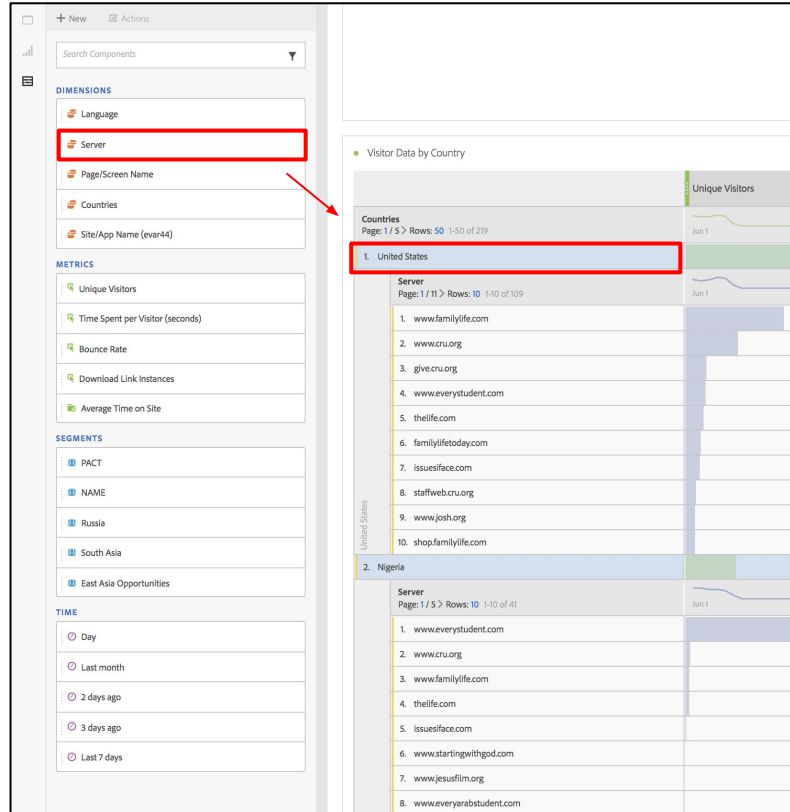 + New Actions
Search Components
DIMENSIONS
Language
Server
Page/Screen Name
Countries
Site/App Name (evar44)
METRICS
Unique Visitors
Time Spent per Visitor (seconds)
Bounce Rate
Download Link Instances
Average Time on Site
SEGMENTS
PACT
NAME
Russia
South Asia
East Asia Opportunities
TIME
Day
Last month
2 days ago
3 days ago
Last 7 days
Visitor Data by Country
Unique Visitors
Countries
Page: 1 / 5 > Rows: 50 1-50 of 219
Jun 1
1. United States
Server
Page: 1 / 11 > Rows: 10 1-10 of 109
Jun 1
1. www.familylife.com
2. www.cru.org
3. give.cru.org
4. www.everystudent.com
5. thelife.com
6. familylifetoday.com
7. issuesiface.com
8. staffweb.cru.org
9. www.josh.org
10. shop.familylife.com
United States
2. Nigeria
Server
Page: 1 / 5 > Rows: 10 1-10 of 41
Jun 1
1. www.everystudent.com
2. www.cru.org
3. www.familylife.com
4. thelife.com
5. issuesiface.com
6. www.startingwithgod.com
7. www.jesusfilm.org
8. www.everyarabstudent.com